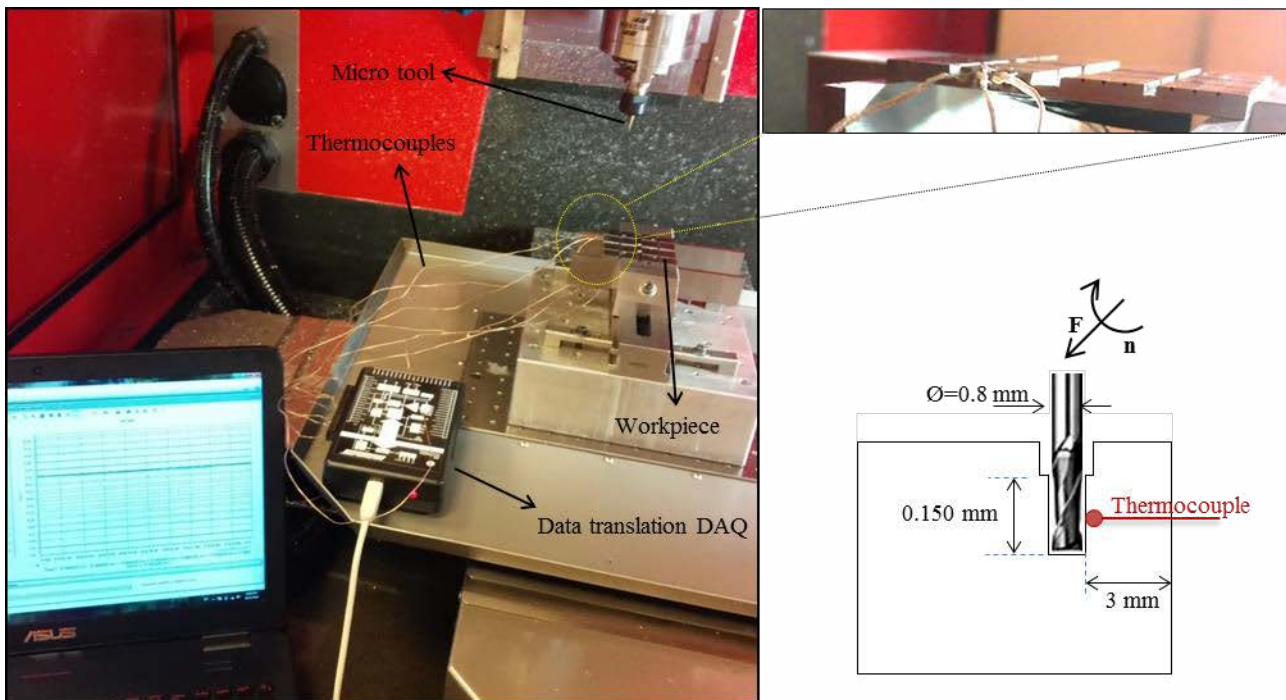 Micro tool
Thermocouples
Workpiece
Data translation DAQ
ASUS
F
n
Ø=0.8 mm
0.150 mm
Thermocouple
3 mm